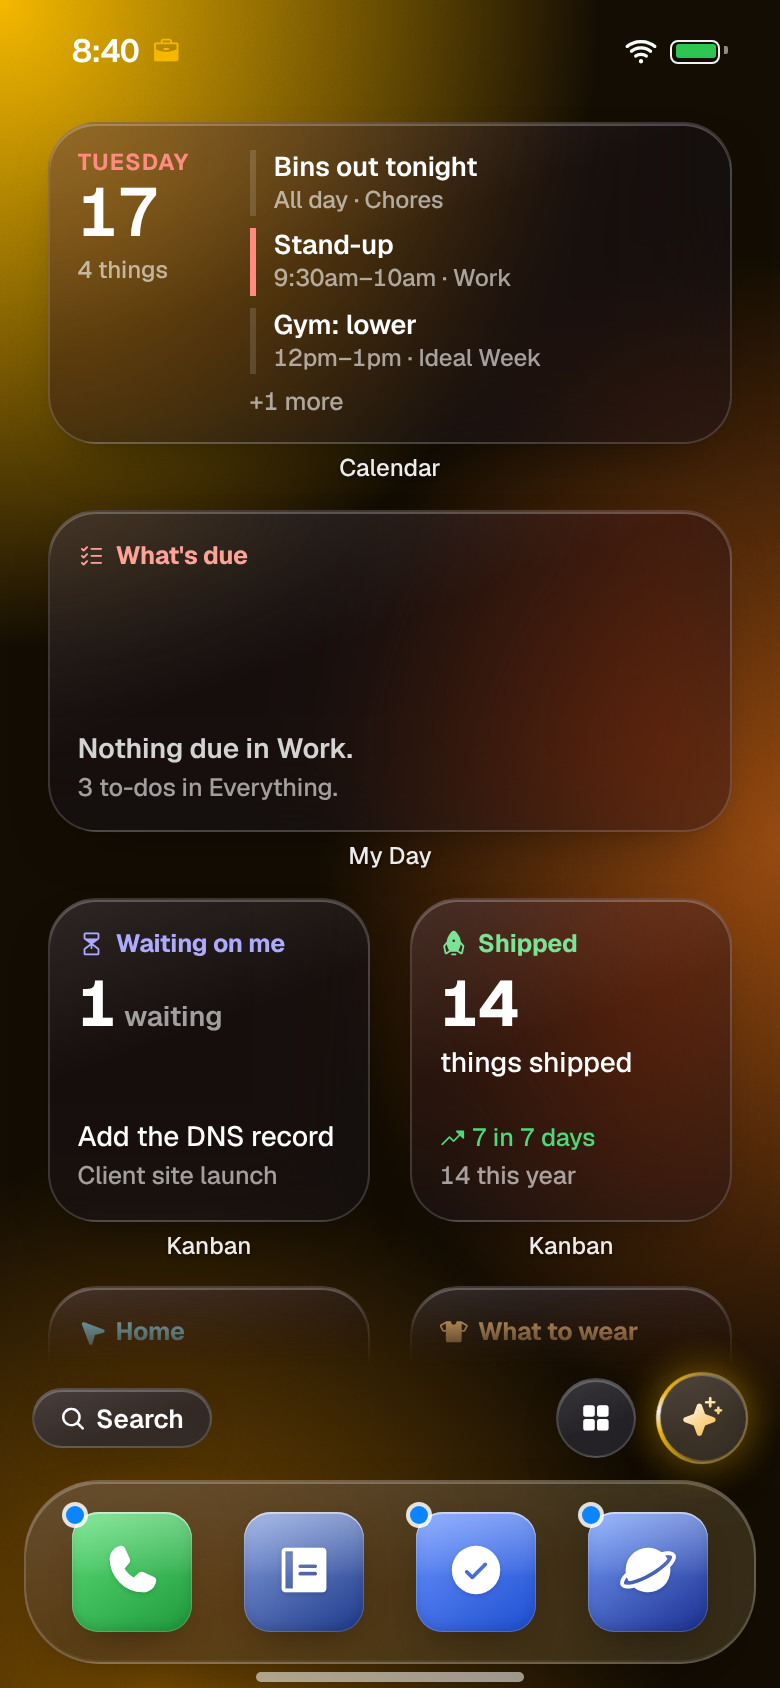 8:40
TUESDAY
17
4 things
Bins out tonight
All day · Chores
Stand-up
9:30am–10am · Work
Gym: lower
12pm–1pm · Ideal Week
+1 more
Calendar
What's due
Nothing due in Work.
3 to-dos in Everything.
My Day
Waiting on me
1 waiting
Add the DNS record
Client site launch
Kanban
Shipped
14
things shipped
7 in 7 days
14 this year
Kanban
Home
What to wear
Search